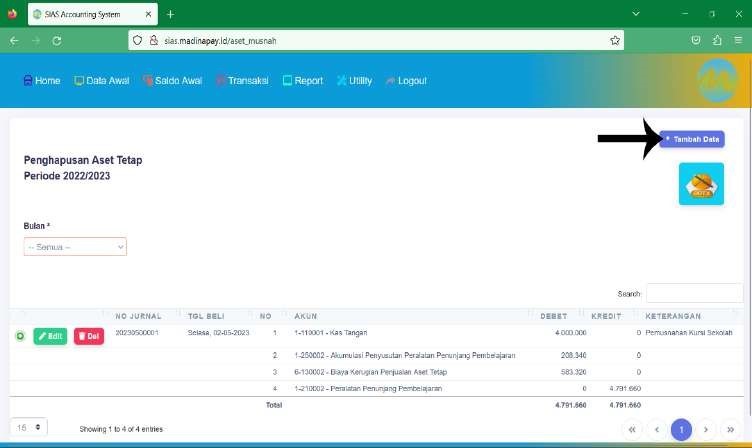 SIAS Accounting System
sias.madinapay.id/aset_musnah
Home Data Awal Saldo Awal Transaksi Report Utility Logout
+ Tambah Data
Penghapusan Aset Tetap
Periode 2022/2023
Bulan *
-- Semua --
Search:
NO JURNAL TGL BELI NO AKUN DEBET KREDIT KETERANGAN
Edit Del 20230500001 Selasa, 02-05-2023 1 1-110001 - Kas Tangan 4.000.000 0 Pemusnahan Kursi Sekolah
2 1-250002 - Akumulasi Penyusutan Peralatan Penunjang Pembelajaran 208.340 0
3 6-130002 - Biaya Kerugian Penjualan Aset Tetap 583.320 0
4 1-210002 - Peralatan Penunjang Pembelajaran 0 4.791.660
Total 4.791.660 4.791.660
15 Showing 1 to 4 of 4 entries « ‹ 1 › »